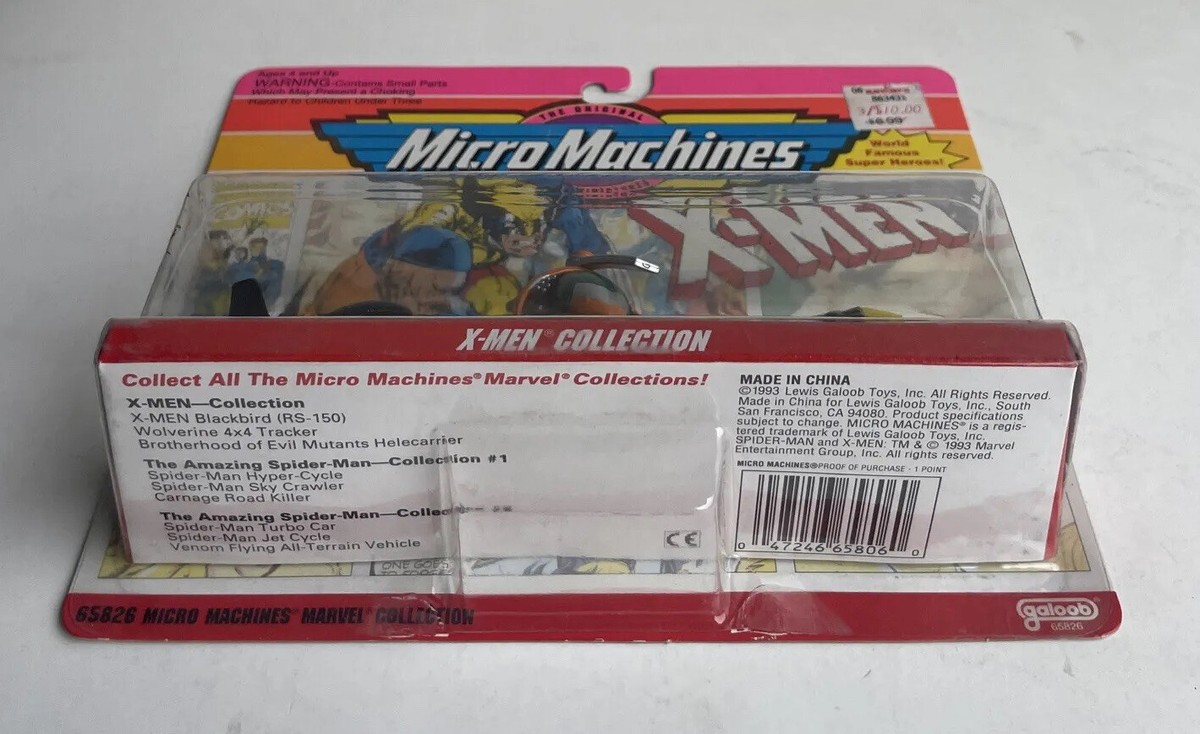 Ages 4 and Up
WARNING-Contains Small Parts
Which May Present a Choking
Hazard to Children Under Three
THE ORIGINAL
Micro Machines
863431
3/$10.00
World
Famous
Super Heroes!
X-MEN
X-MEN® COLLECTION
Collect All The Micro Machines® Marvel® Collections!
X-MEN—Collection
X-MEN Blackbird (RS-150)
Wolverine 4x4 Tracker
Brotherhood of Evil Mutants Helecarrier
The Amazing Spider-Man—Collection #1
Spider-Man Hyper-Cycle
Spider-Man Sky Crawler
Carnage Road Killer
The Amazing Spider-Man—Collec
Spider-Man Turbo Car
Spider-Man Jet Cycle
Venom Flying All-Terrain Vehicle
CE
MADE IN CHINA
©1993 Lewis Galoob Toys, Inc. All Rights Reserved.
Made in China for Lewis Galoob Toys, Inc., South
San Francisco, CA 94080. Product specifications
subject to change. MICRO MACHINES® is a regis-
tered trademark of Lewis Galoob Toys, Inc.
SPIDER-MAN and X-MEN: TM & © 1993 Marvel
Entertainment Group, Inc. All rights reserved.
MICRO MACHINES® PROOF OF PURCHASE - 1 POINT
0 47246 65806 0
ONE GOES
65826 MICRO MACHINES® MARVEL® COLLECTION
galoob®
65826